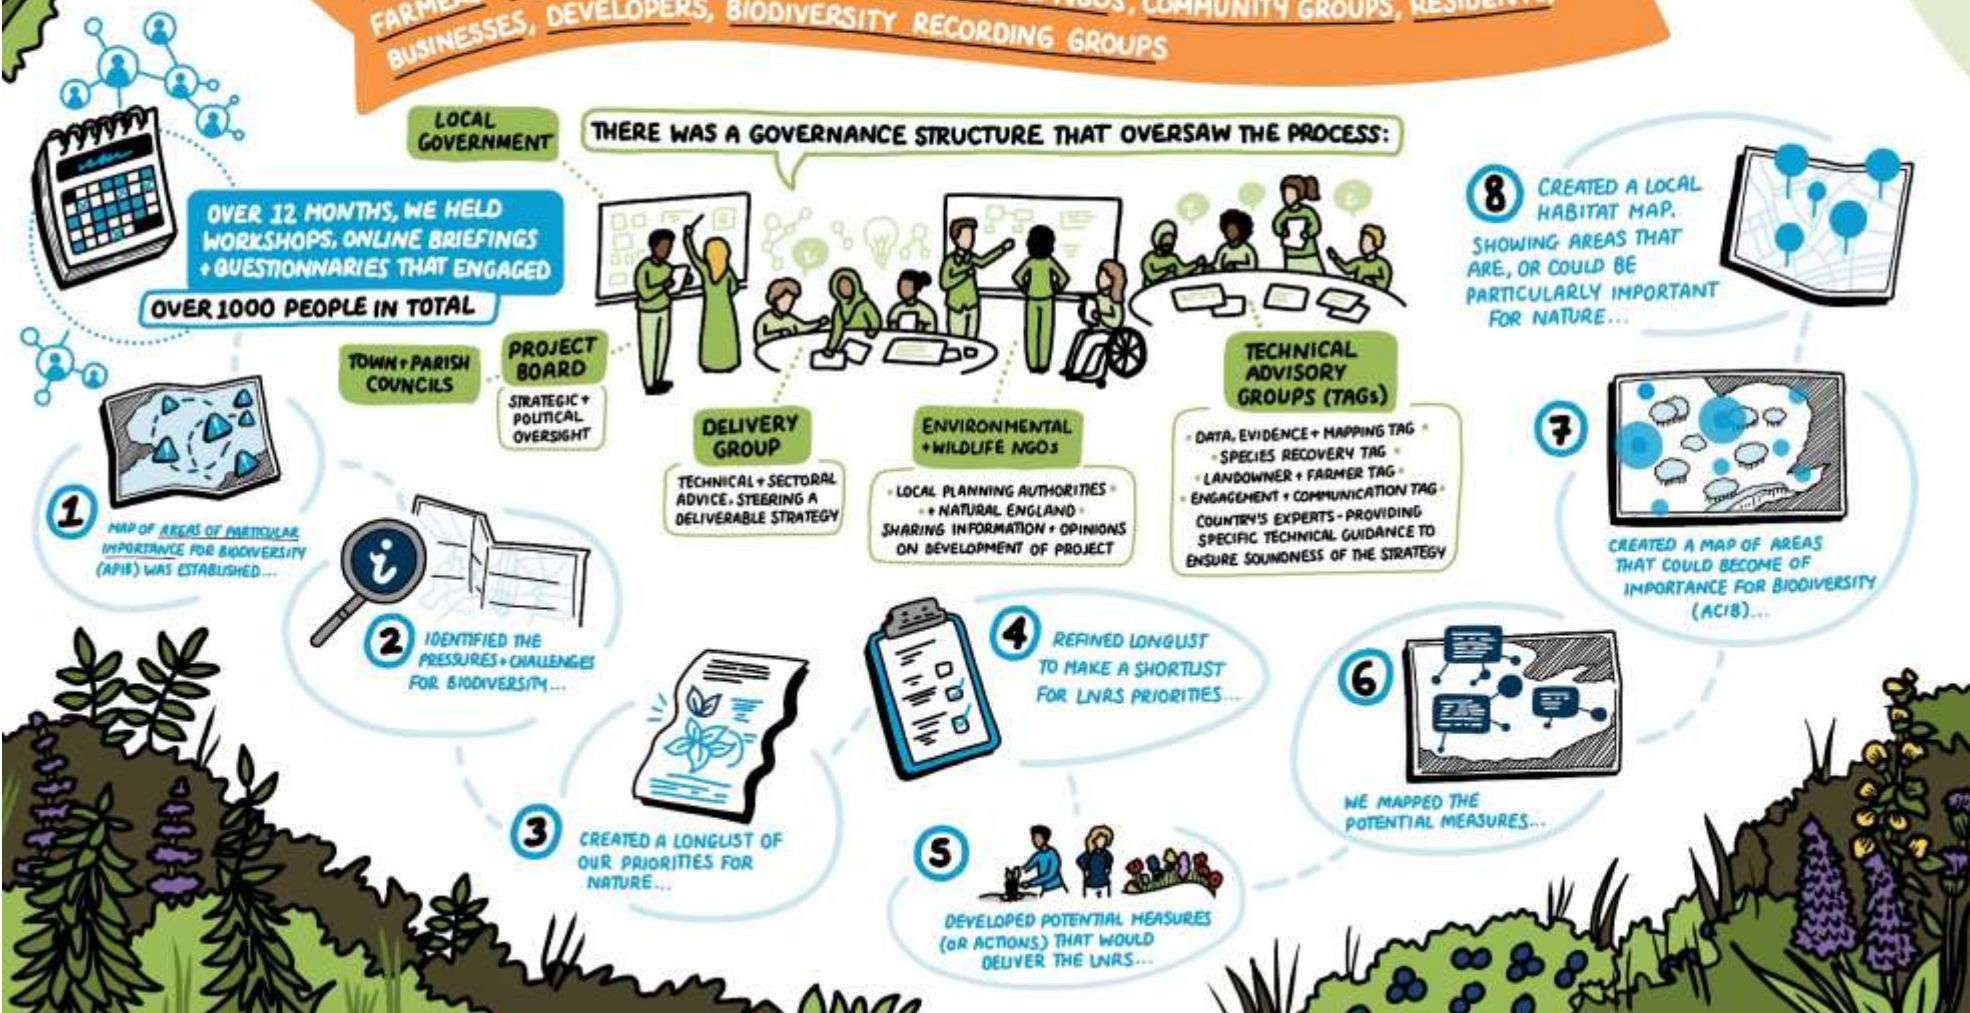 NGOS, COMMUNITY GROUPS,
BUSINESSES, DEVELOPERS, BIODIVERSITY RECORDING GROUPS
OVER 12 MONTHS, WE HELD
WORKSHOPS, ONLINE BRIEFINGS
+ QUESTIONNARIES THAT ENGAGED
OVER 1000 PEOPLE IN TOTAL
LOCAL
GOVERNMENT
THERE WAS A GOVERNANCE STRUCTURE THAT OVERSAW THE PROCESS:
TOWN + PARISH
COUNCILS
PROJECT
BOARD
STRATEGIC +
POLITICAL
OVERSIGHT
DELIVERY
GROUP
TECHNICAL + SECTORAL
ADVICE, STEERING A
DELIVERABLE STRATEGY
ENVIRONMENTAL
+ WILDLIFE NGOs
• LOCAL PLANNING AUTHORITIES •
• + NATURAL ENGLAND •
SHARING INFORMATION + OPINIONS
ON DEVELOPMENT OF PROJECT
TECHNICAL
ADVISORY
GROUPS (TAGs)
• DATA, EVIDENCE + MAPPING TAG •
• SPECIES RECOVERY TAG •
• LANDOWNER + FARMER TAG •
• ENGAGEMENT + COMMUNICATION TAG •
COUNTRY'S EXPERTS - PROVIDING
SPECIFIC TECHNICAL GUIDANCE TO
ENSURE SOUNDNESS OF THE STRATEGY
1
MAP OF AREAS OF PARTICULAR
IMPORTANCE FOR BIODIVERSITY
(APIB) WAS ESTABLISHED...
i
2
IDENTIFIED THE
PRESSURES + CHALLENGES
FOR BIODIVERSITY...
3
CREATED A LONGLIST OF
OUR PRIORITIES FOR
NATURE...
4
REFINED LONGLIST
TO MAKE A SHORTLIST
FOR LNRS PRIORITIES...
5
DEVELOPED POTENTIAL MEASURES
(OR ACTIONS) THAT WOULD
DELIVER THE LNRS...
6
WE MAPPED THE
POTENTIAL MEASURES...
7
CREATED A MAP OF AREAS
THAT COULD BECOME OF
IMPORTANCE FOR BIODIVERSITY
(ACIB)...
8
CREATED A LOCAL
HABITAT MAP.
SHOWING AREAS THAT
ARE, OR COULD BE
PARTICULARLY IMPORTANT
FOR NATURE...